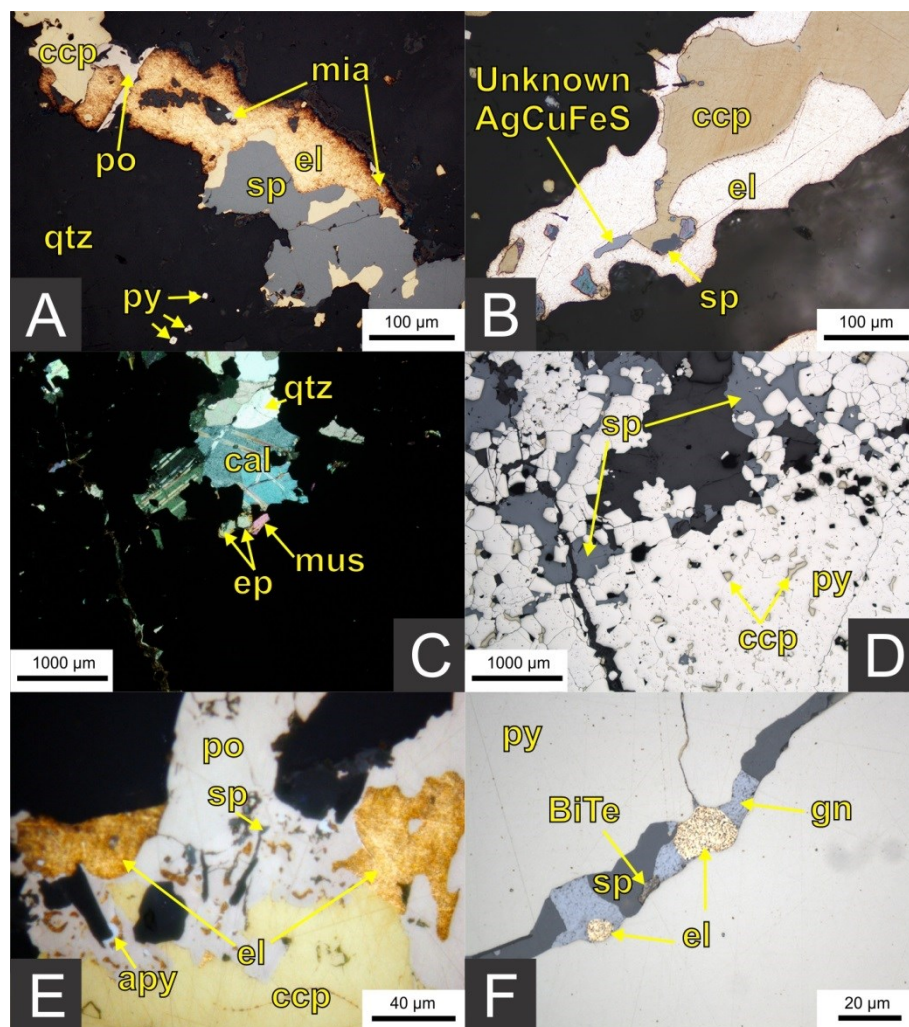 ccp
mia
po
el
sp
qtz
py
A
100 µm
Unknown
AgCuFeS
ccp
el
sp
B
100 µm
qtz
cal
mus
ep
1000 µm
C
sp
py
ccp
1000 µm
D
po
sp
el
apy
ccp
E
40 µm
py
BiTe
gn
sp
el
F
20 µm